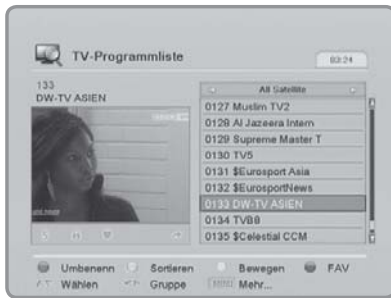 TV-Programmliste
03:24
133
DW-TV ASIEN
All Satellite
0127 Muslim TV2
0128 Al Jazeera Intern
0129 Supreme Master T
0130 TV5
0131 $Eurosport Asia
0132 $EurosportNews
0133 DW-TV ASIEN
0134 TVB8
0135 $Celestial CCM
Umbenenn Sortieren Bewegen FAV
Wählen Gruppe MENU Mehr...